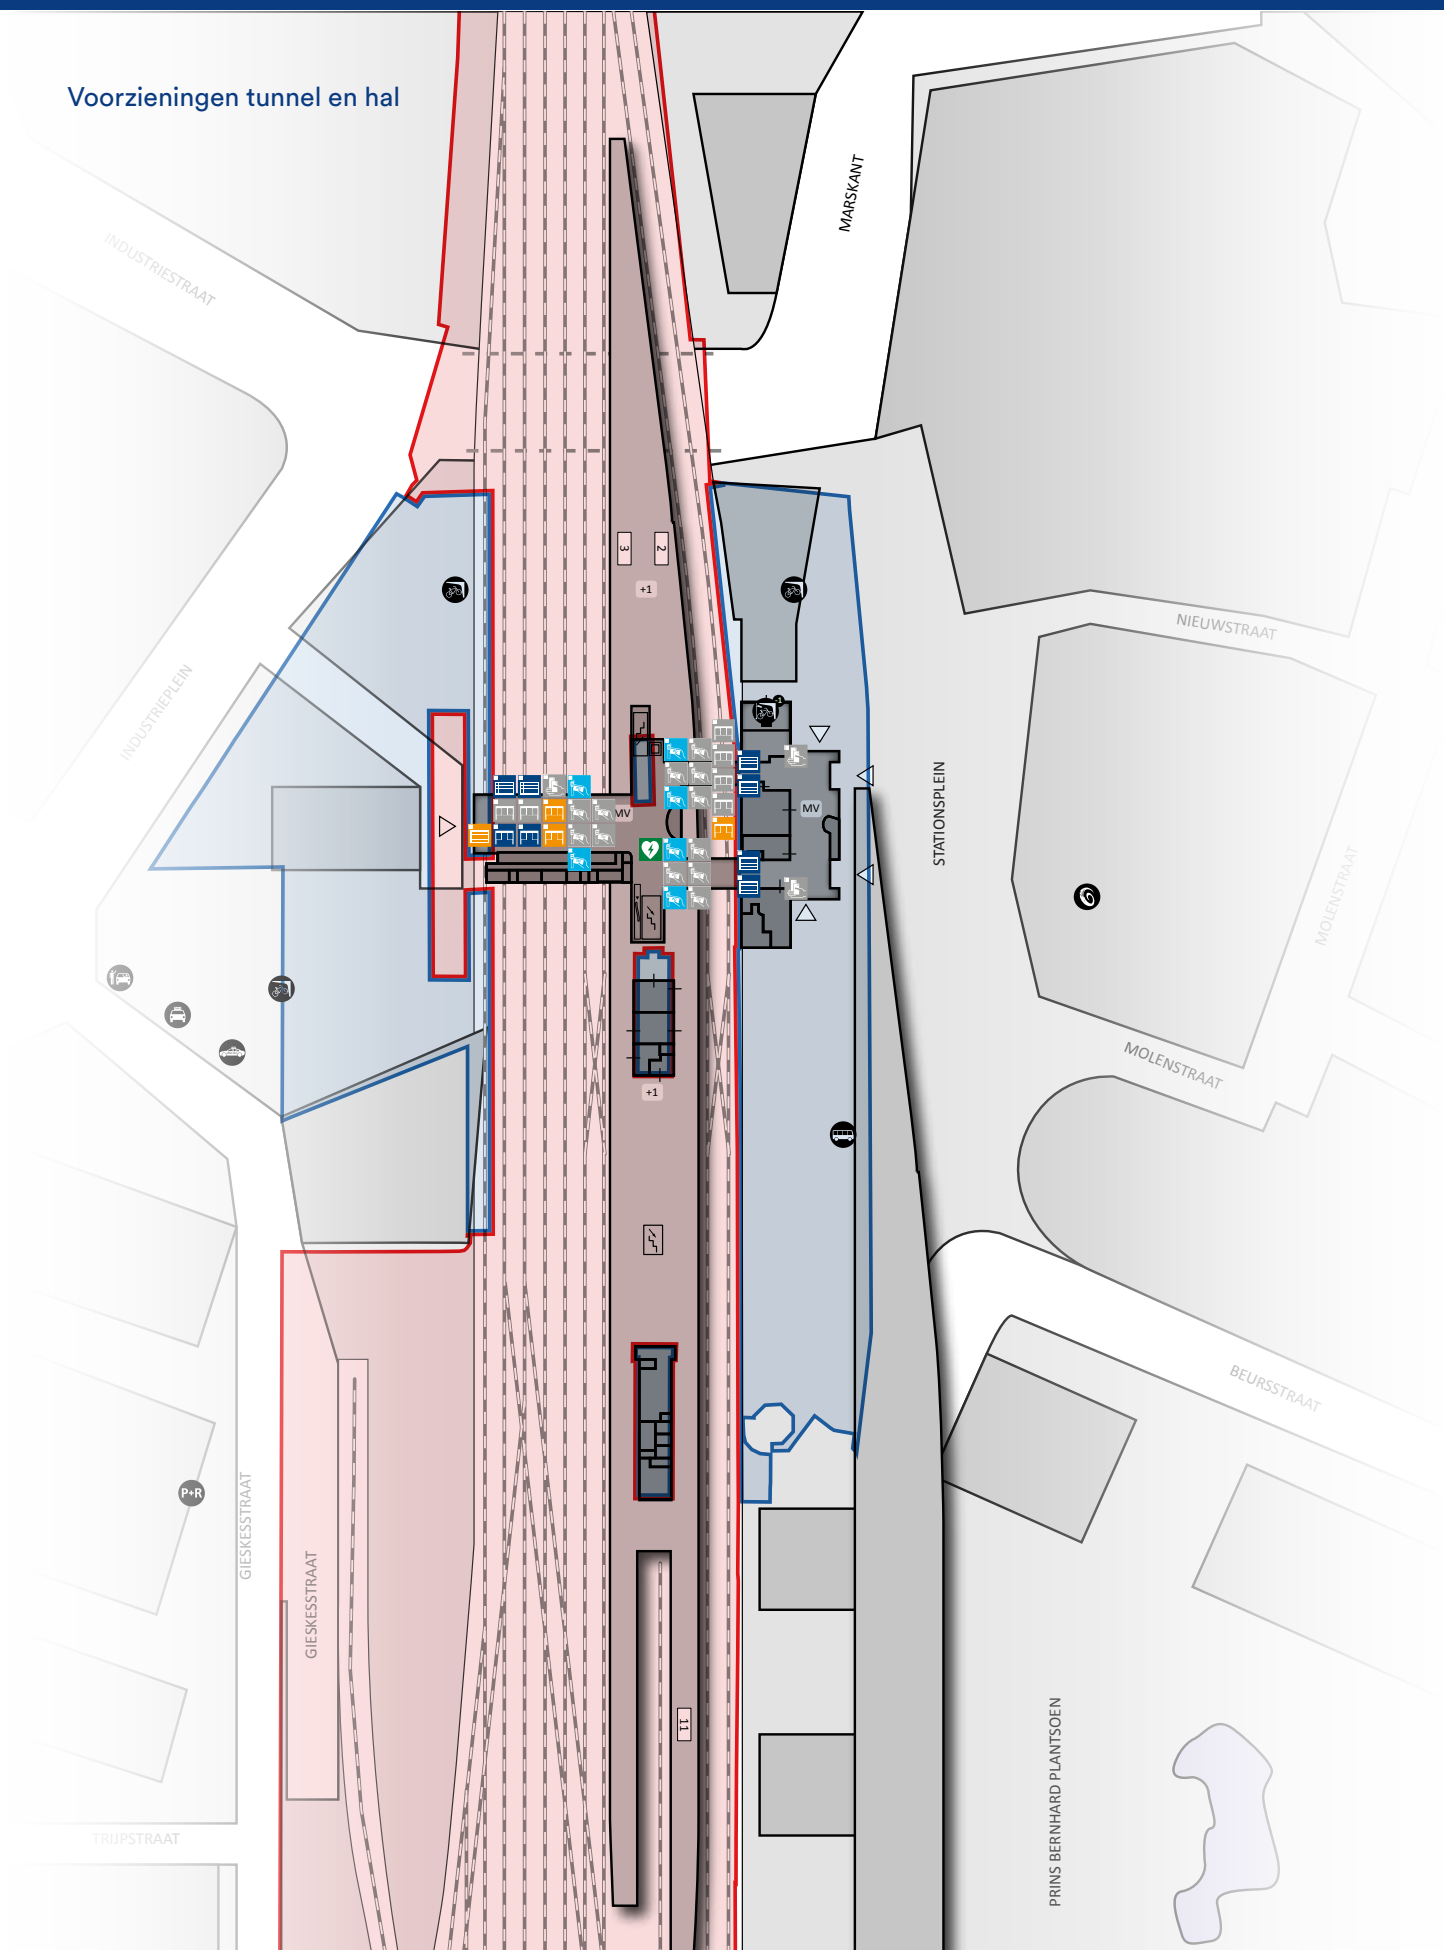 Voorzieningen tunnel en hal
MARSKANT
INDUSTRIESTRAAT
3
2
+1
NIEUWSTRAAT
INDUSTRIEPLEIN
-1
MV
MV
STATIONSPLEIN
MOLENSTRAAT
MOLENSTRAAT
+1
BEURSSTRAAT
P+R
GIESKESSTRAAT
GIESKESSTRAAT
11
PRINS BERNHARD PLANTSOEN
TRIJPSTRAAT